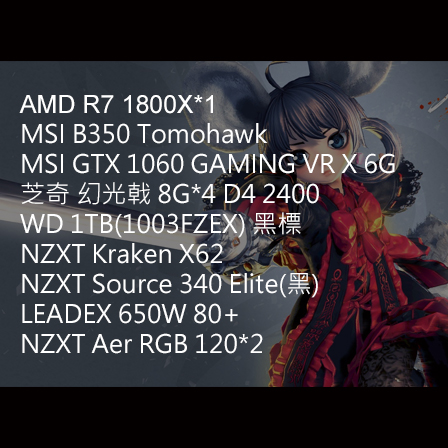 AMD R7 1800X*1
MSI B350 Tomohawk
MSI GTX 1060 GAMING VR X 6G
芝奇 幻光戟 8G*4 D4 2400
WD 1TB(1003FZEX) 黑標
NZXT Kraken X62
NZXT Source 340 Elite(黑)
LEADEX 650W 80+
NZXT Aer RGB 120*2